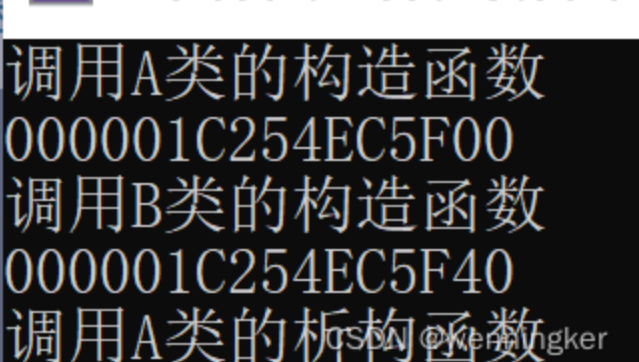 调用A类的构造函数
000001C254EC5F00
调用B类的构造函数
000001C254EC5F40
调用A类的析构函数
CSDN @wenningker